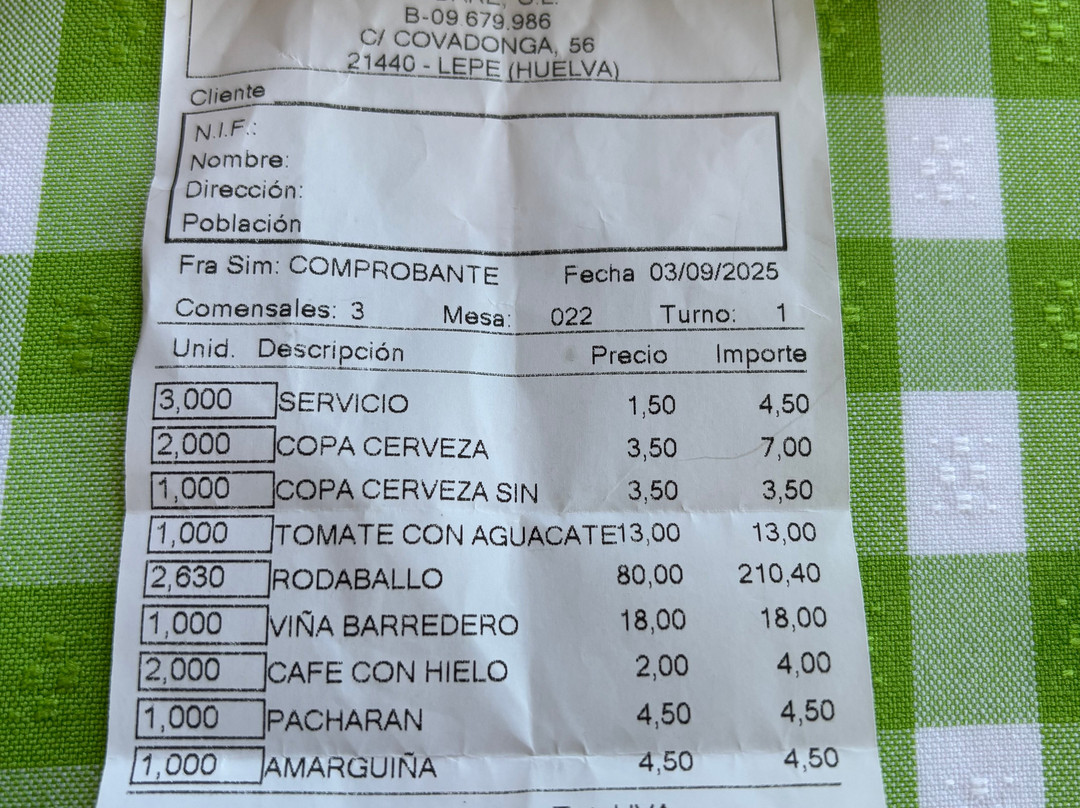 B-09 679.986
C/ COVADONGA, 56
21440 - LEPE (HUELVA)
Cliente
N.I.F.:
Nombre:
Dirección:
Población
Fra Sim: COMPROBANTE Fecha 03/09/2025
Comensales: 3 Mesa: 022 Turno: 1
Unid. Descripción Precio Importe
3,000 SERVICIO 1,50 4,50
2,000 COPA CERVEZA 3,50 7,00
1,000 COPA CERVEZA SIN 3,50 3,50
1,000 TOMATE CON AGUACATE 13,00 13,00
2,630 RODABALLO 80,00 210,40
1,000 VIÑA BARREDERO 18,00 18,00
2,000 CAFE CON HIELO 2,00 4,00
1,000 PACHARAN 4,50 4,50
1,000 AMARGUIÑA 4,50 4,50